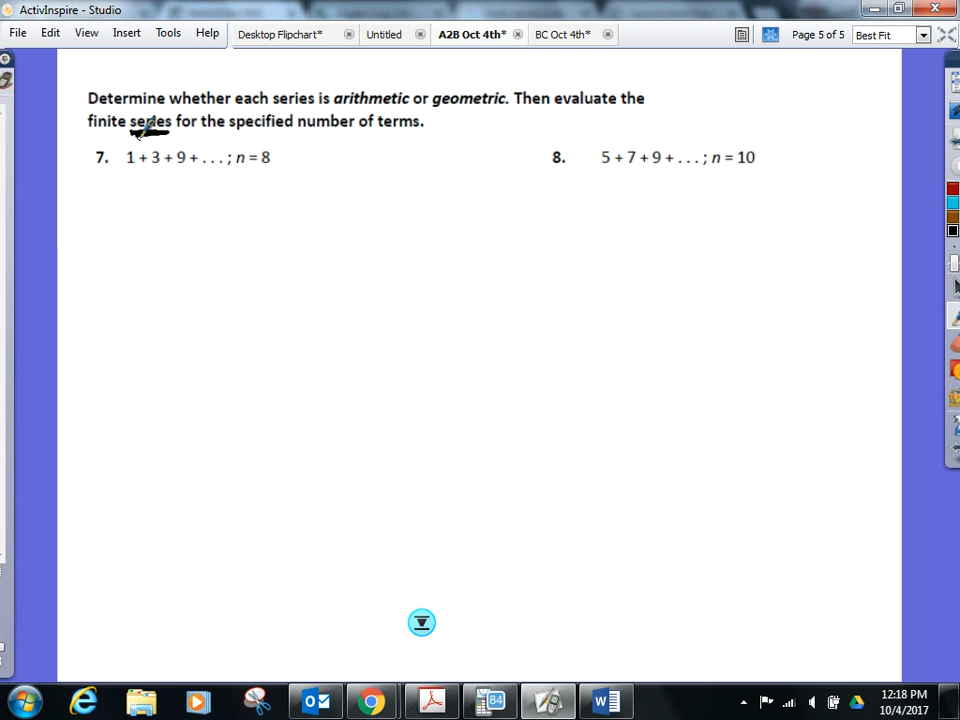 ActivInspire - Studio
File Edit View Insert Tools Help
Desktop Flipchart* Untitled A2B Oct 4th* BC Oct 4th* Page 5 of 5 Best Fit
Determine whether each series is arithmetic or geometric. Then evaluate the
finite series for the specified number of terms.
7. 1 + 3 + 9 + . . . ; n = 8
8. 5 + 7 + 9 + . . . ; n = 10
84
12:18 PM
10/4/2017